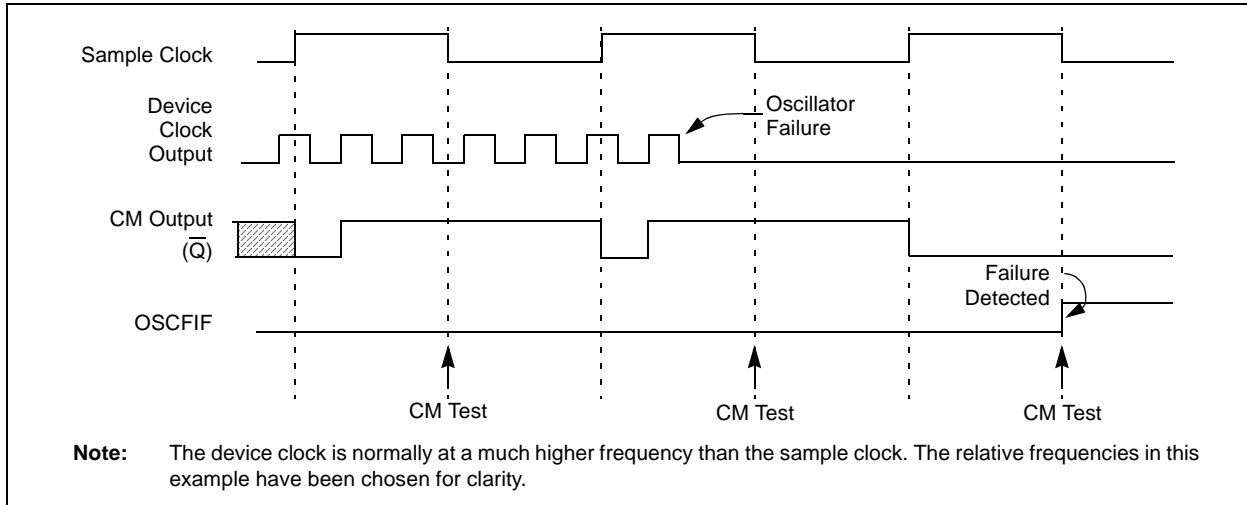 Sample Clock
Device
Clock
Output
Oscillator
Failure
CM Output
(Q̅)
Failure
Detected
OSCFIF
CM Test
CM Test
CM Test
Note: The device clock is normally at a much higher frequency than the sample clock. The relative frequencies in this
example have been chosen for clarity.